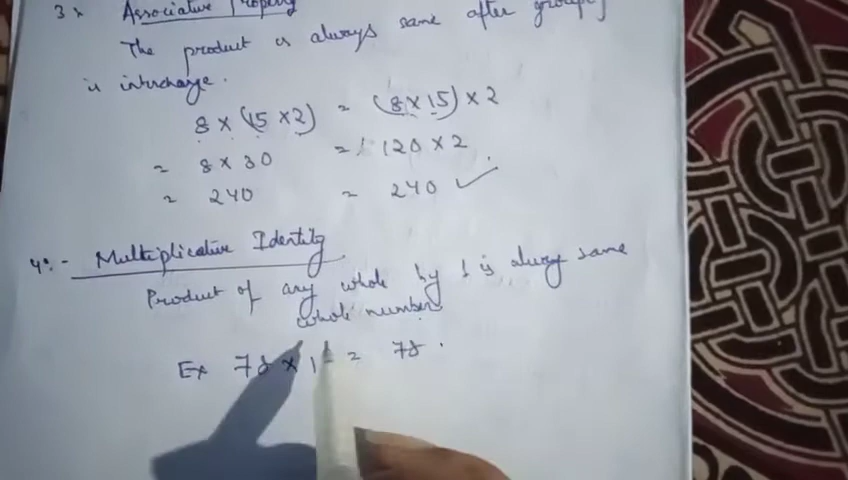 3 x Associative Property
The product is always same after grouping
is interchange.
8 x (15 x 2) = (8 x 15) x 2
= 8 x 30 = 120 x 2
= 240 = 240 ✓
4:- Multiplicative Identity
Product of any whole by 1 is alway same
whole number
Ex 78 x 1 = 78.